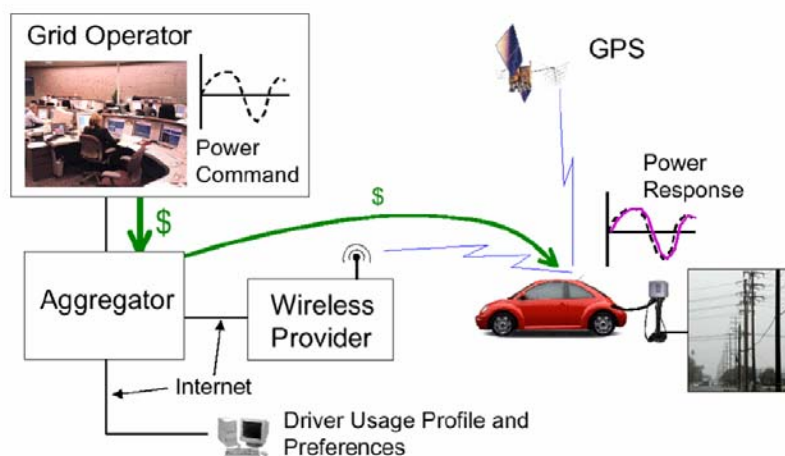 Grid Operator
Power
Command
GPS
Power
Response
$
$
Aggregator
Wireless
Provider
Internet
Driver Usage Profile and
Preferences